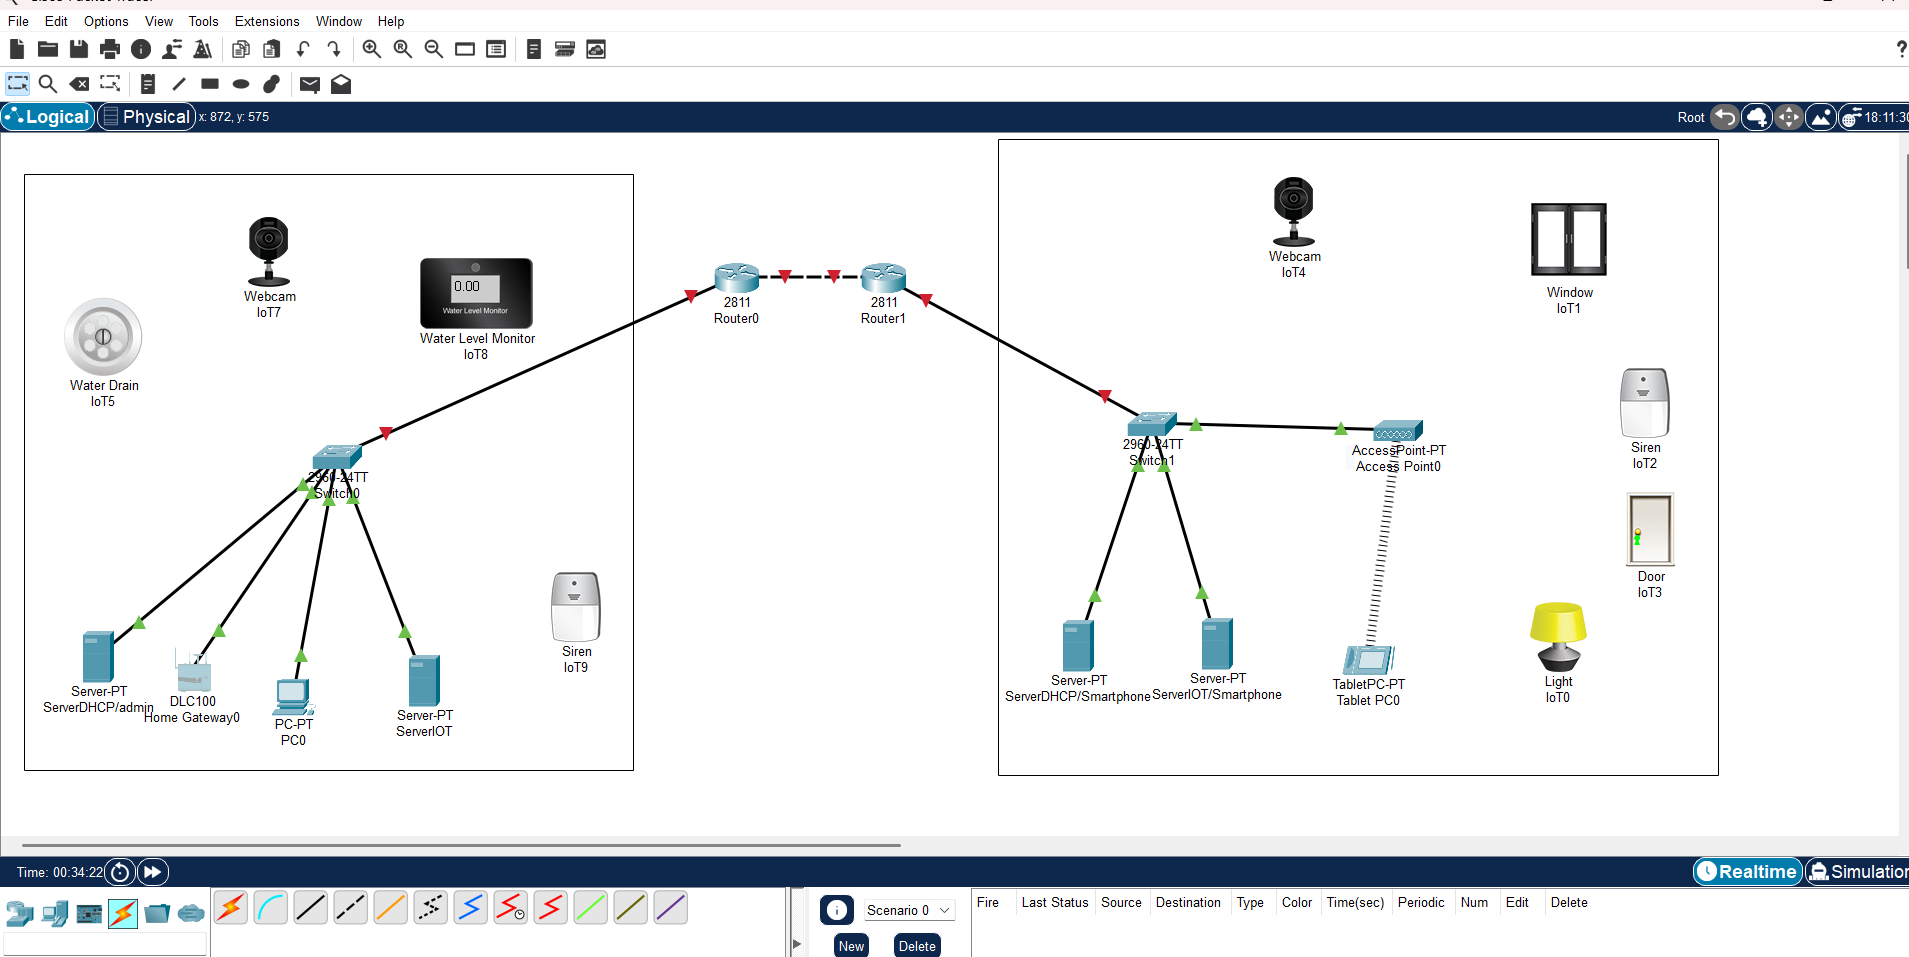 File Edit Options View Tools Extensions Window Help
?
Logical Physical x: 872, y: 575 Root 18:11:30
Webcam
IoT7
0.00
Water Level Monitor
Water Level Monitor
IoT8
Water Drain
IoT5
2811
Router0
2811
Router1
Webcam
IoT4
Window
IoT1
2960-24TT
Switch0
2960-24TT
Switch1
AccessPoint-PT
Access Point0
Siren
IoT2
Door
IoT3
Siren
IoT9
Server-PT
ServerDHCP/admin
DLC100
Home Gateway0
PC-PT
PC0
Server-PT
ServerIOT
Server-PT
ServerDHCP/Smartphone
Server-PT
ServerIOT/Smartphone
TabletPC-PT
Tablet PC0
Light
IoT0
Time: 00:34:22 Realtime Simulation
Scenario 0
New Delete
Fire Last Status Source Destination Type Color Time(sec) Periodic Num Edit Delete